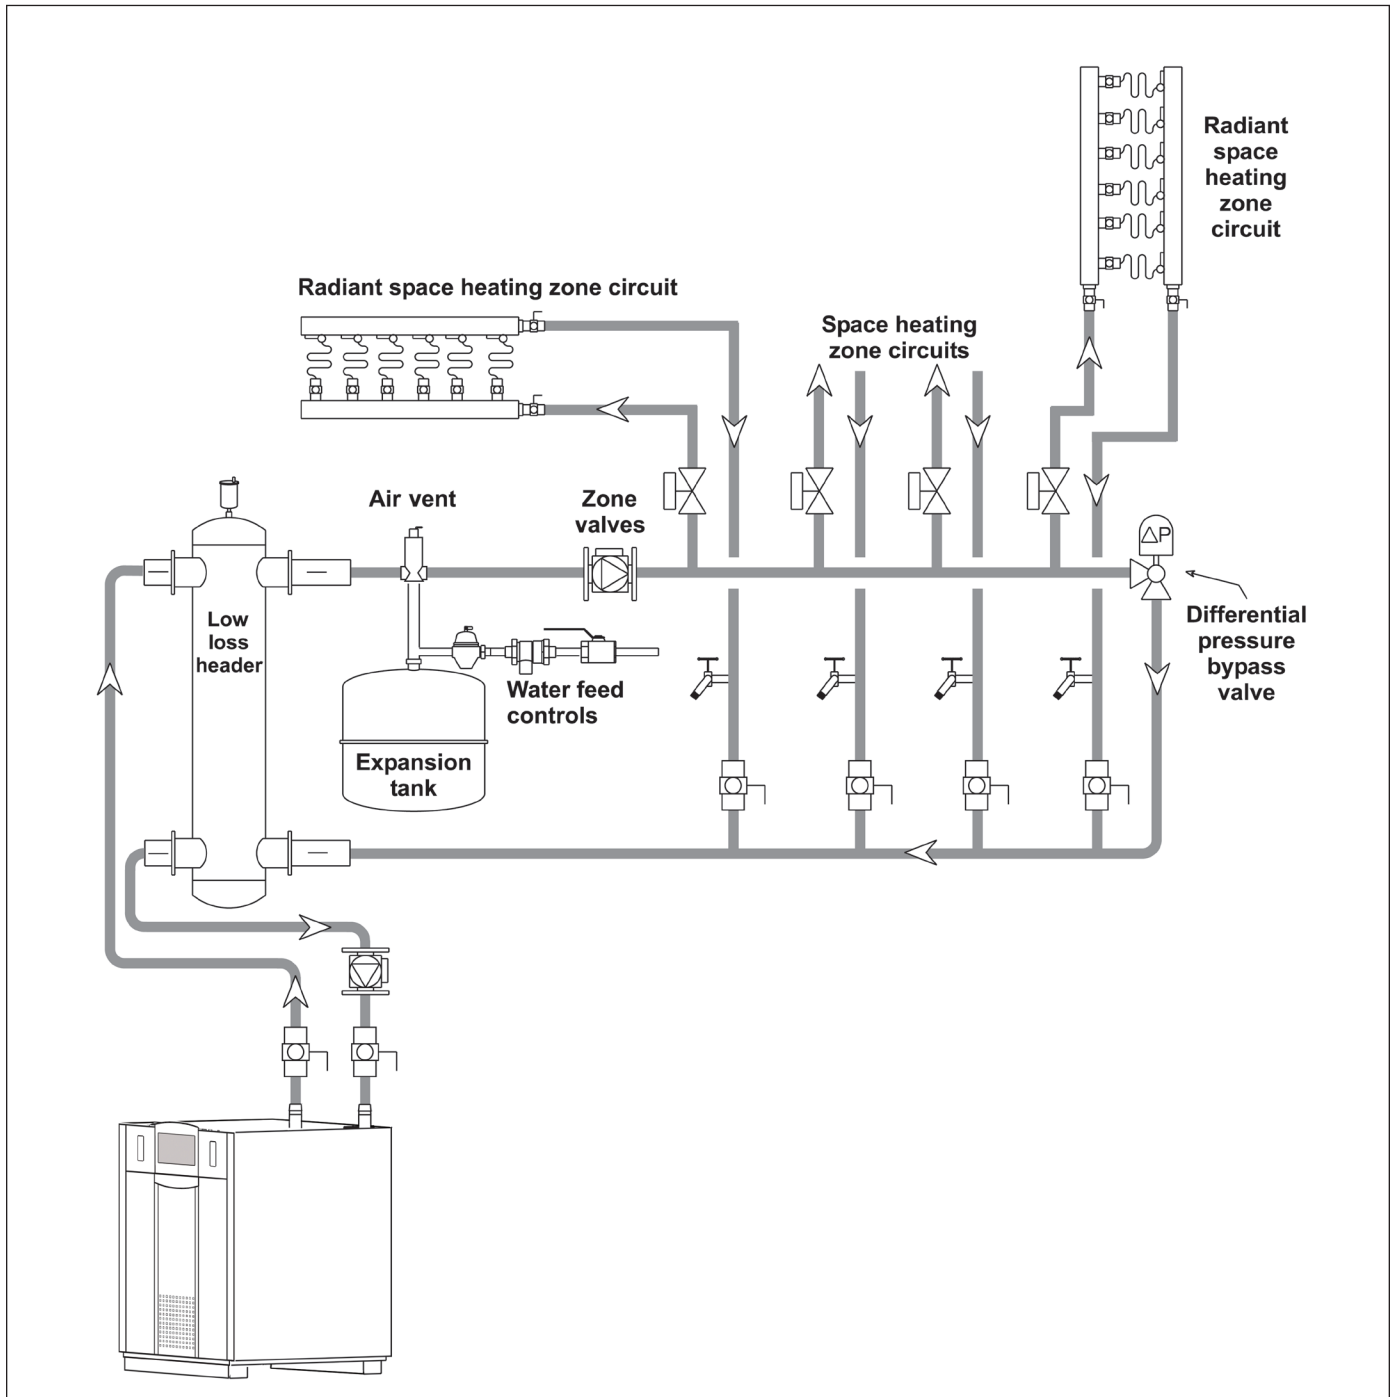 Radiant
space
heating
zone
circuit
Radiant space heating zone circuit
Space heating
zone circuits
Air vent
Zone
valves
ΔP
Low
loss
header
Differential
pressure
bypass
valve
Water feed
controls
Expansion
tank